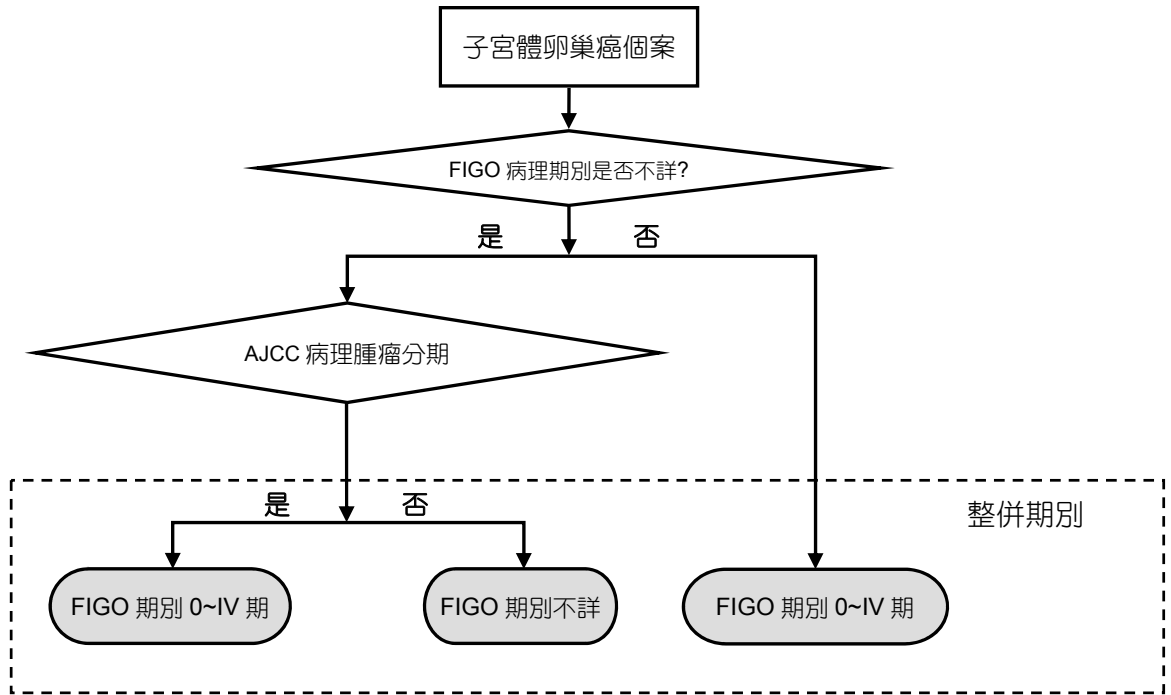 子宮體卵巢癌個案
FIGO 病理期別是否不詳?
是 否
AJCC 病理腫瘤分期
是 否
整併期別
FIGO 期別 0~IV 期
FIGO 期別不詳
FIGO 期別 0~IV 期